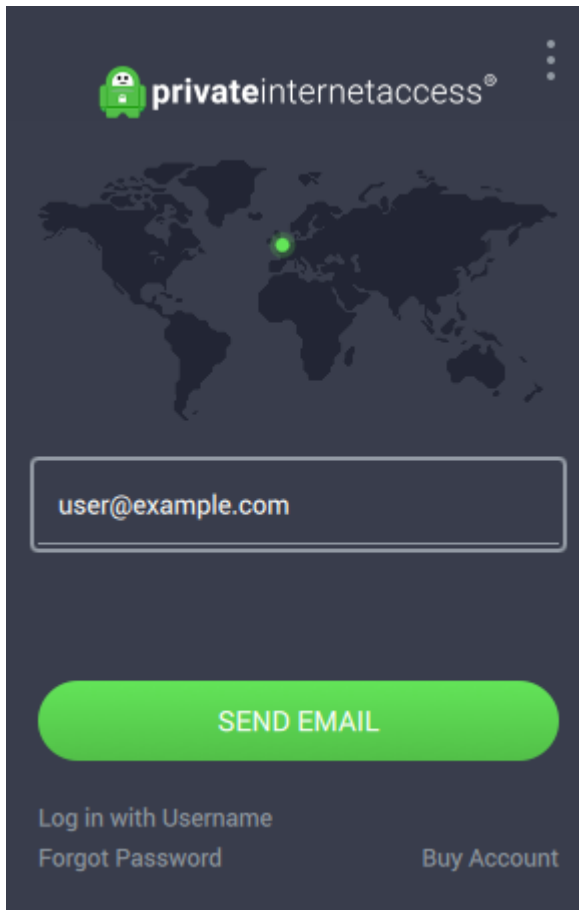 privateinternetaccess®
user@example.com
SEND EMAIL
Log in with Username
Forgot Password
Buy Account